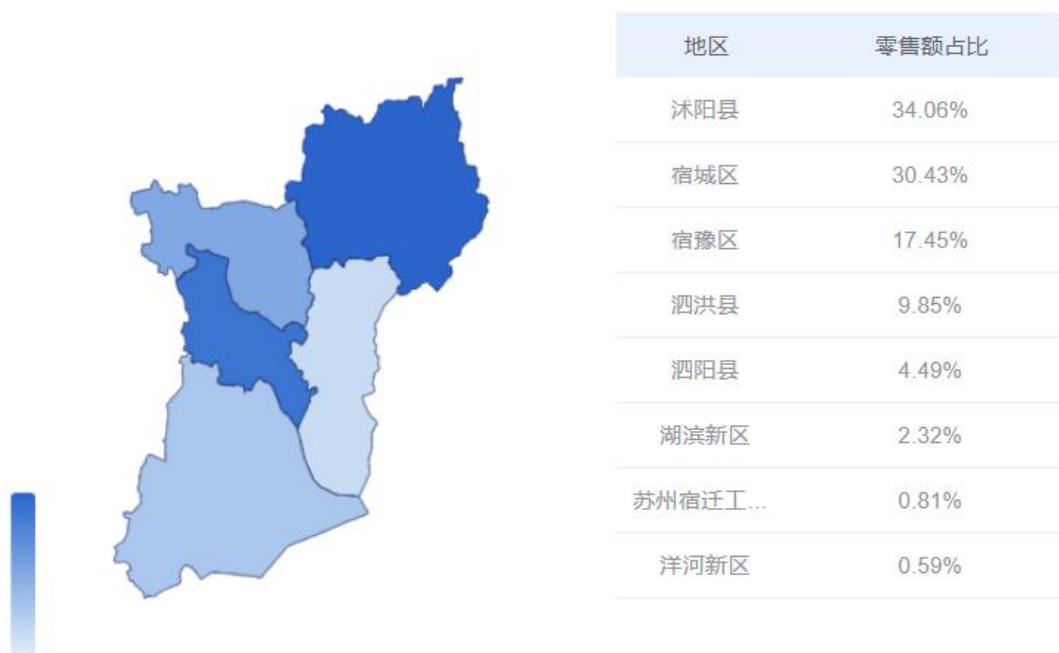 地区 零售额占比
沭阳县 34.06%
宿城区 30.43%
宿豫区 17.45%
泗洪县 9.85%
泗阳县 4.49%
湖滨新区 2.32%
苏州宿迁工... 0.81%
洋河新区 0.59%